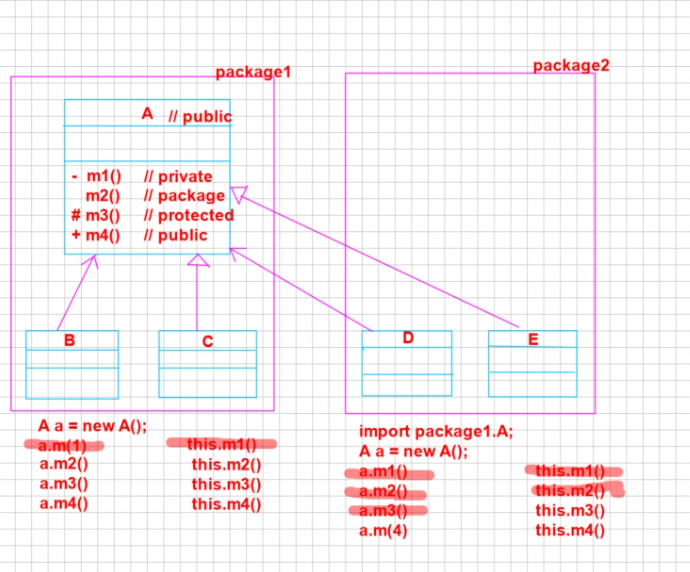 package1
A // public
- m1() // private
m2() // package
# m3() // protected
+ m4() // public
B
C
A a = new A();
a.m(1)
a.m2()
a.m3()
a.m4()
this.m1()
this.m2()
this.m3()
this.m4()
package2
D
E
import package1.A;
A a = new A();
a.m1()
a.m2()
a.m3()
a.m(4)
this.m1()
this.m2()
this.m3()
this.m4()